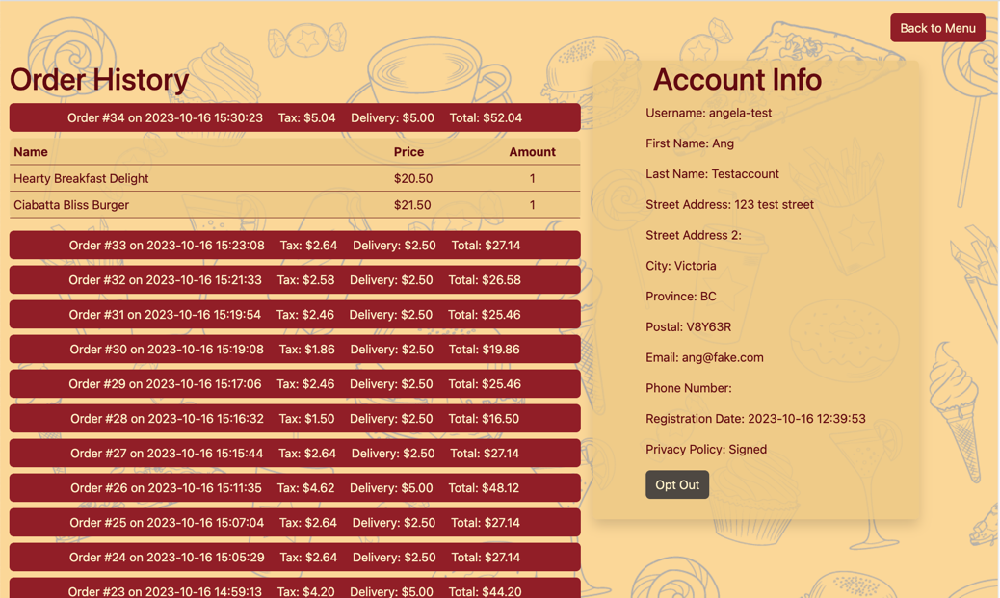 Back to Menu
Order History
Order #34 on 2023-10-16 15:30:23 Tax: $5.04 Delivery: $5.00 Total: $52.04
Name Price Amount
Hearty Breakfast Delight $20.50 1
Ciabatta Bliss Burger $21.50 1
Order #33 on 2023-10-16 15:23:08 Tax: $2.64 Delivery: $2.50 Total: $27.14
Order #32 on 2023-10-16 15:21:33 Tax: $2.58 Delivery: $2.50 Total: $26.58
Order #31 on 2023-10-16 15:19:54 Tax: $2.46 Delivery: $2.50 Total: $25.46
Order #30 on 2023-10-16 15:19:08 Tax: $1.86 Delivery: $2.50 Total: $19.86
Order #29 on 2023-10-16 15:17:06 Tax: $2.46 Delivery: $2.50 Total: $25.46
Order #28 on 2023-10-16 15:16:32 Tax: $1.50 Delivery: $2.50 Total: $16.50
Order #27 on 2023-10-16 15:15:44 Tax: $2.64 Delivery: $2.50 Total: $27.14
Order #26 on 2023-10-16 15:11:35 Tax: $4.62 Delivery: $5.00 Total: $48.12
Order #25 on 2023-10-16 15:07:04 Tax: $2.64 Delivery: $2.50 Total: $27.14
Order #24 on 2023-10-16 15:05:29 Tax: $2.64 Delivery: $2.50 Total: $27.14
Order #23 on 2023-10-16 14:59:13 Tax: $4.20 Delivery: $5.00 Total: $44.20
Account Info
Username: angela-test
First Name: Ang
Last Name: Testaccount
Street Address: 123 test street
Street Address 2:
City: Victoria
Province: BC
Postal: V8Y63R
Email: ang@fake.com
Phone Number:
Registration Date: 2023-10-16 12:39:53
Privacy Policy: Signed
Opt Out